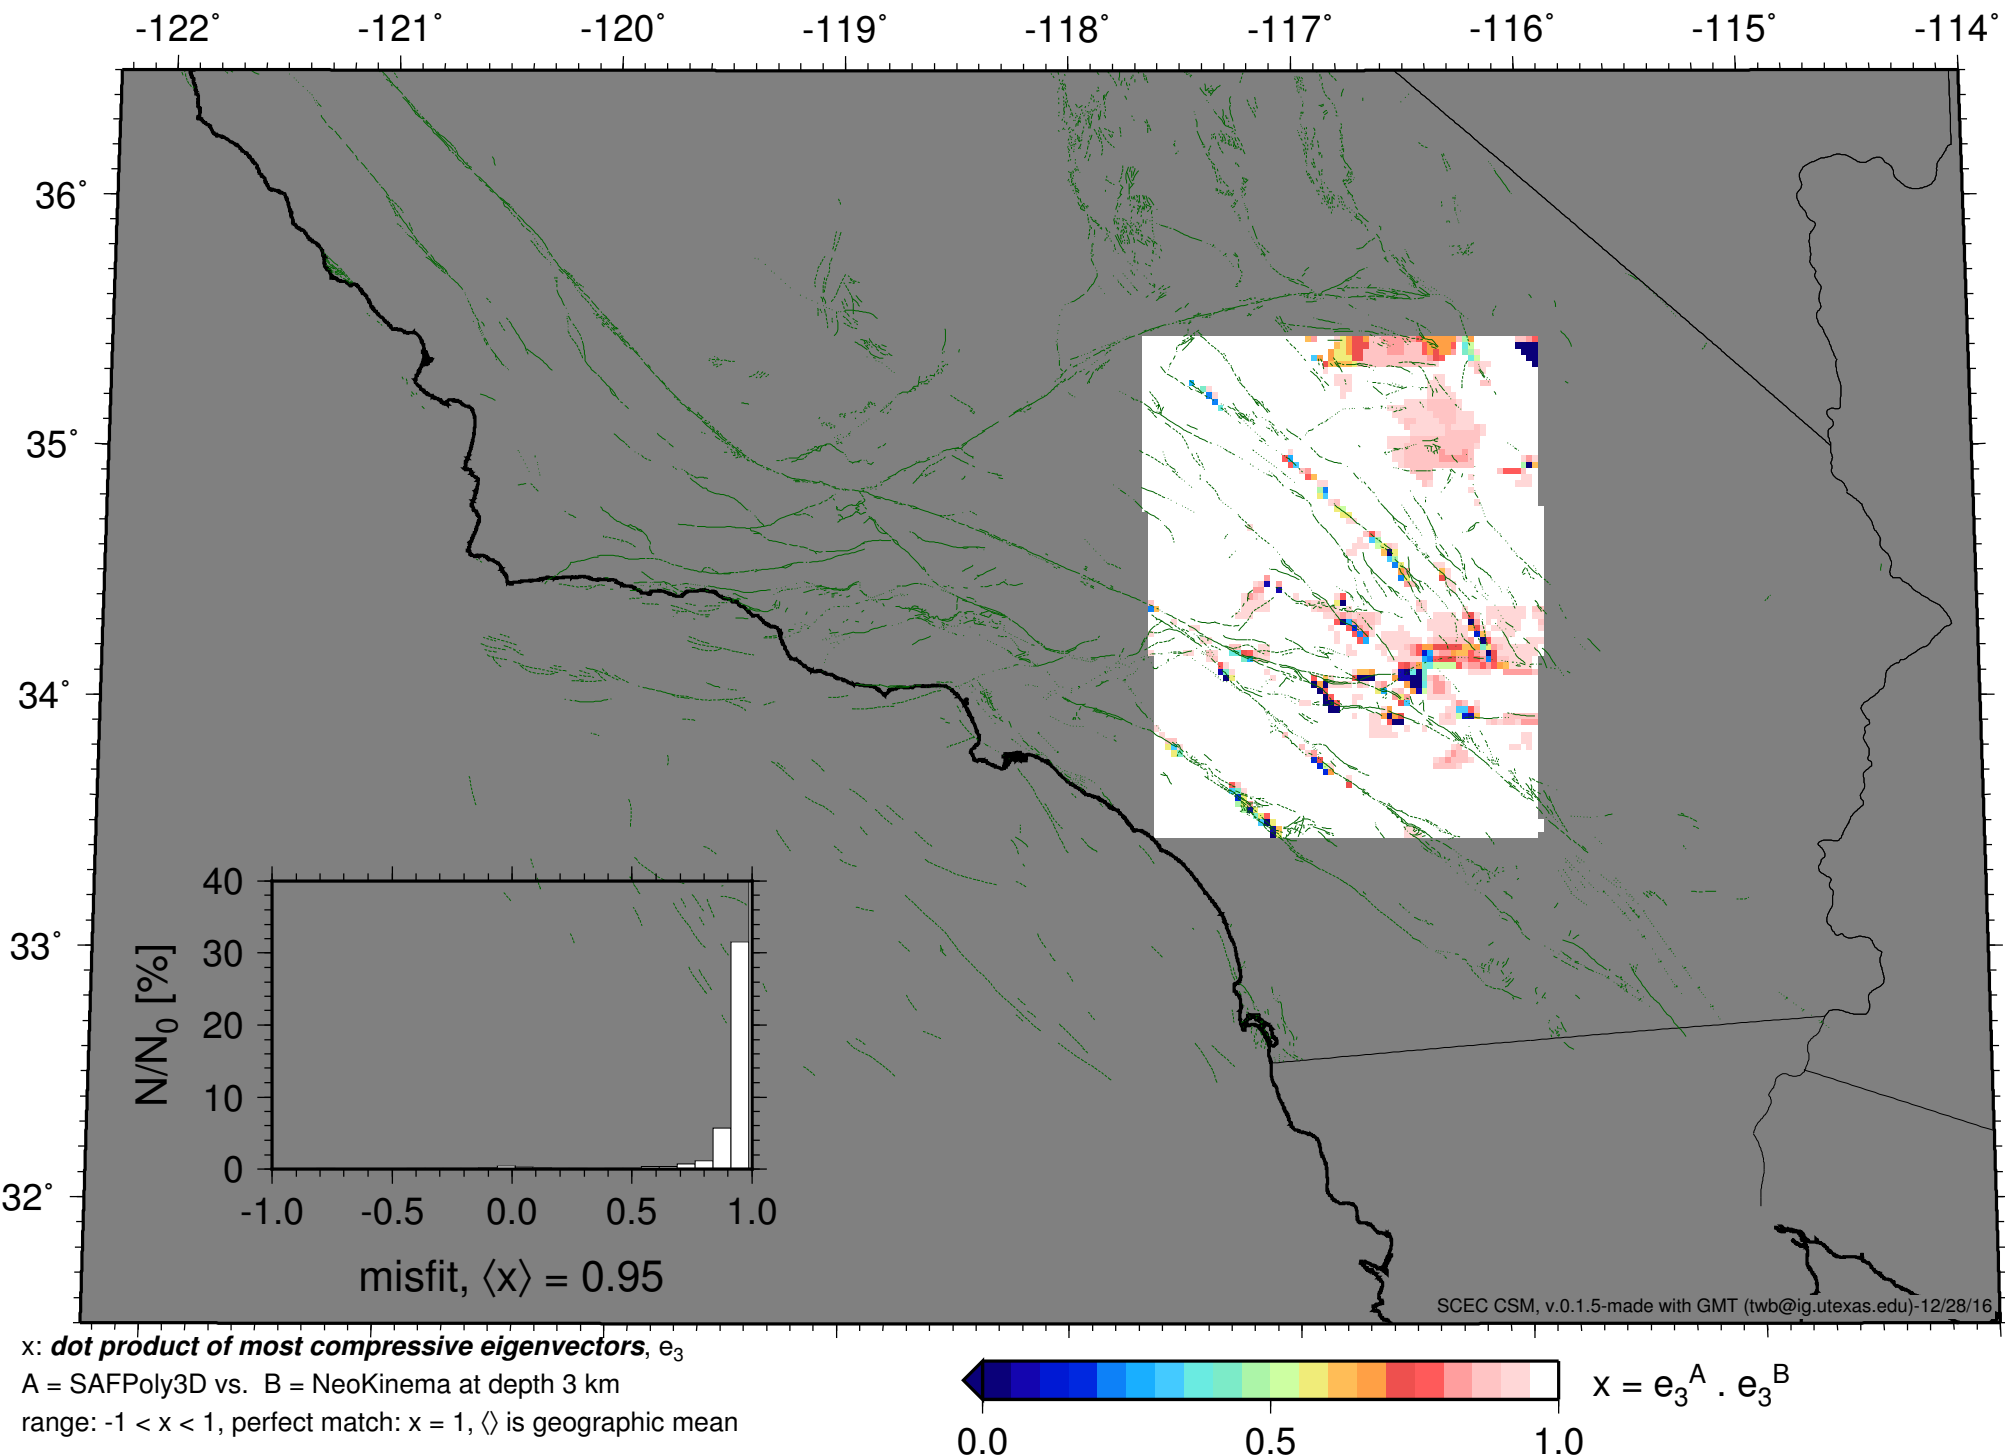 -122˚ -121˚ -120˚ -119˚ -118˚ -117˚ -116˚ -115˚ -114˚
36˚
35˚
34˚
33˚
32˚
40
30
20
10
0
N/N0 [%]
-1.0 -0.5 0.0 0.5 1.0
misfit, ⟨x⟩ = 0.95
SCEC CSM, v.0.1.5-made with GMT (twb@ig.utexas.edu)-12/28/16
x: dot product of most compressive eigenvectors, e3
A = SAFPoly3D vs. B = NeoKinema at depth 3 km
range: -1 < x < 1, perfect match: x = 1, ⟨⟩ is geographic mean
x = e3A . e3B
0.0 0.5 1.0